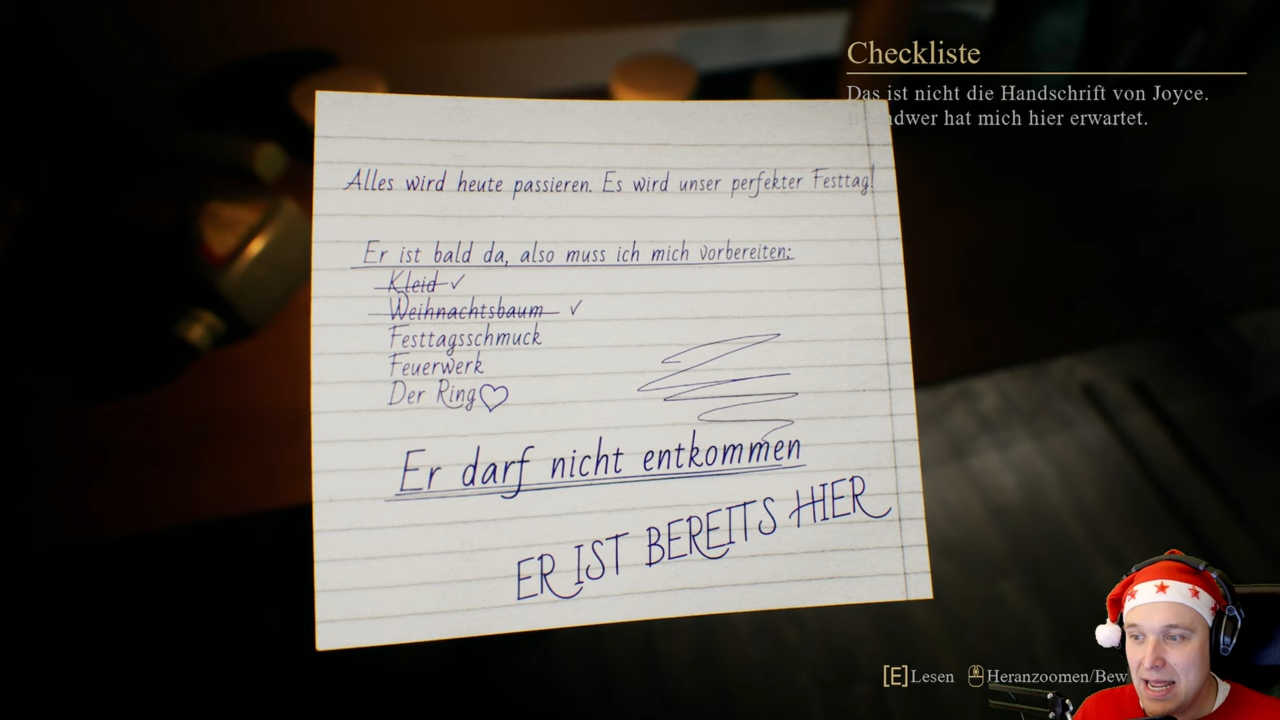 Checkliste
Das ist nicht die Handschrift von Joyce.
ndwer hat mich hier erwartet.
Alles wird heute passieren. Es wird unser perfekter Festtag!
Er ist bald da, also muss ich mich vorbereiten:
Kleid ✓
Weihnachtsbaum ✓
Festtagsschmuck
Feuerwerk
Der Ring♡
Er darf nicht entkommen
ER IST BEREITS HIER
[E]Lesen Heranzoomen/Bew